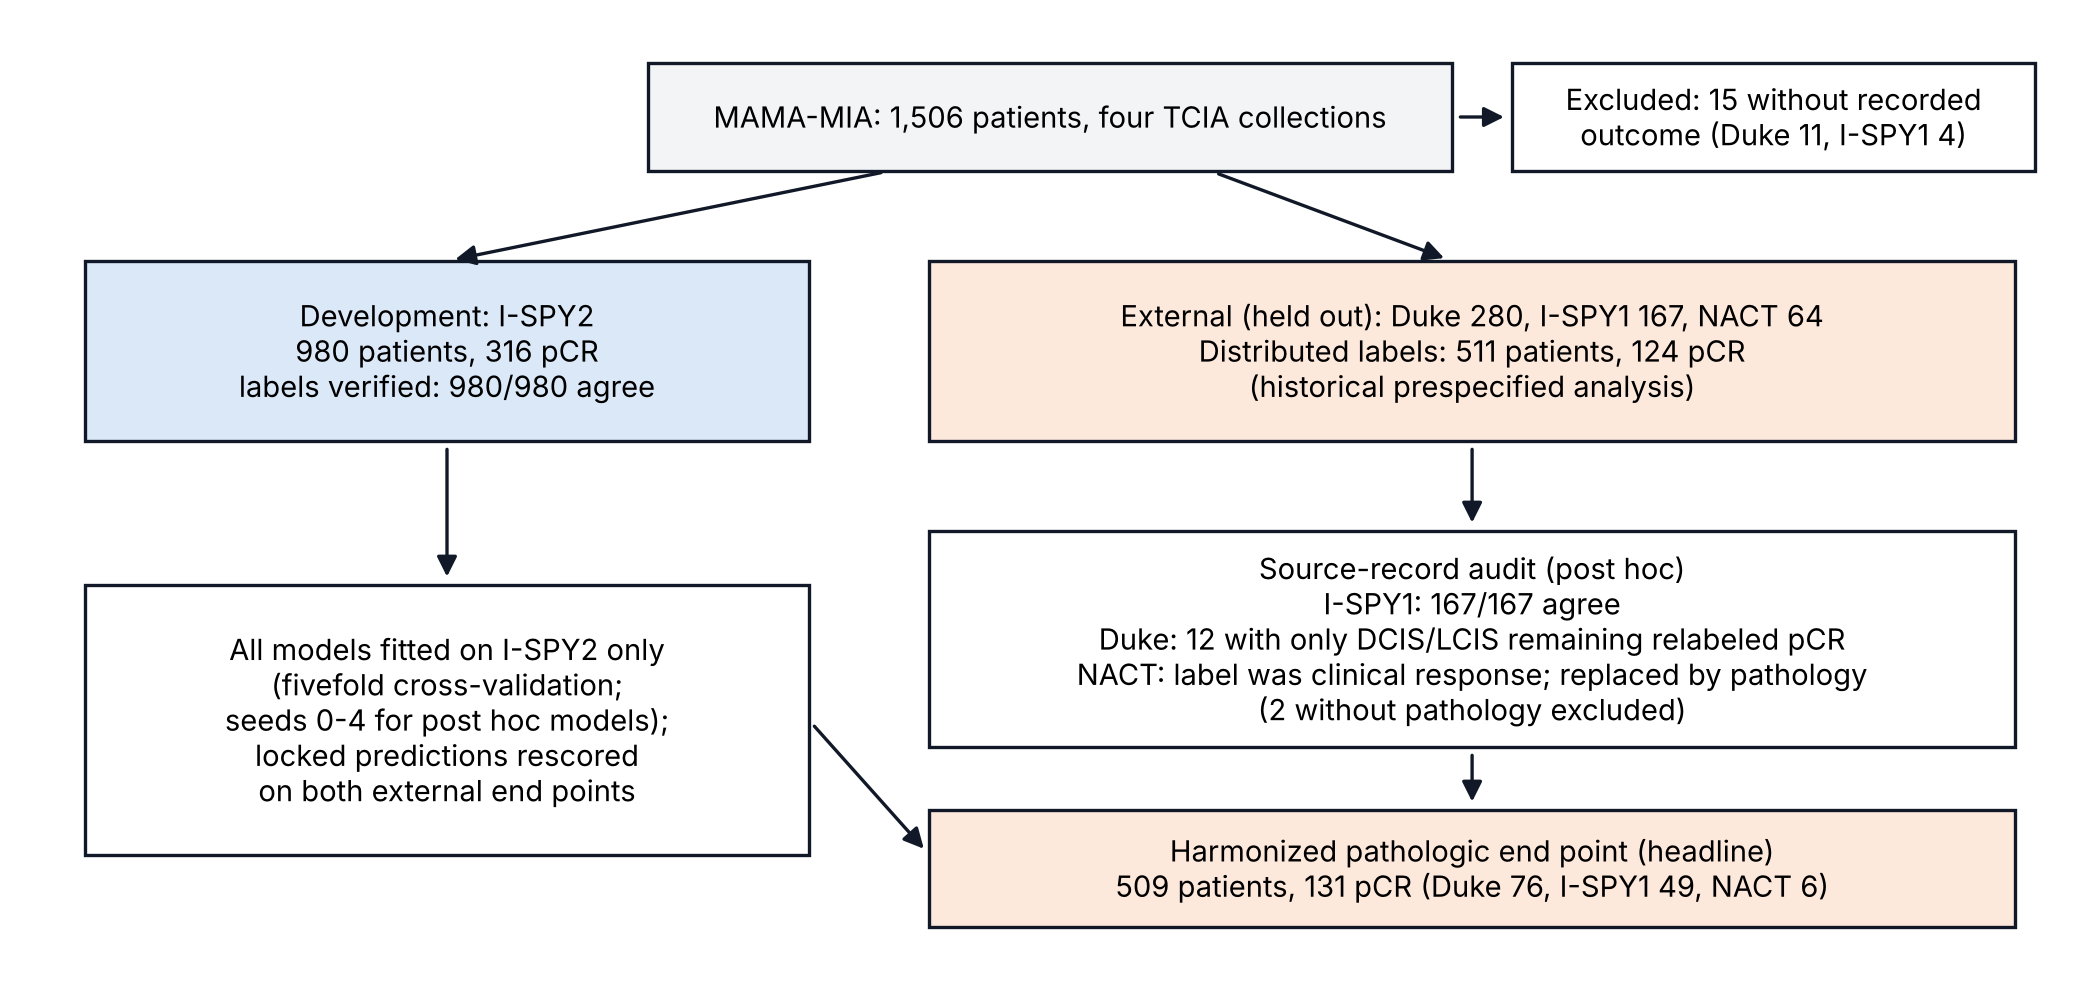 MAMA-MIA: 1,506 patients, four TCIA collections
Excluded: 15 without recorded
outcome (Duke 11, I-SPY1 4)
Development: I-SPY2
980 patients, 316 pCR
labels verified: 980/980 agree
External (held out): Duke 280, I-SPY1 167, NACT 64
Distributed labels: 511 patients, 124 pCR
(historical prespecified analysis)
All models fitted on I-SPY2 only
(fivefold cross-validation;
seeds 0-4 for post hoc models);
locked predictions rescored
on both external end points
Source-record audit (post hoc)
I-SPY1: 167/167 agree
Duke: 12 with only DCIS/LCIS remaining relabeled pCR
NACT: label was clinical response; replaced by pathology
(2 without pathology excluded)
Harmonized pathologic end point (headline)
509 patients, 131 pCR (Duke 76, I-SPY1 49, NACT 6)